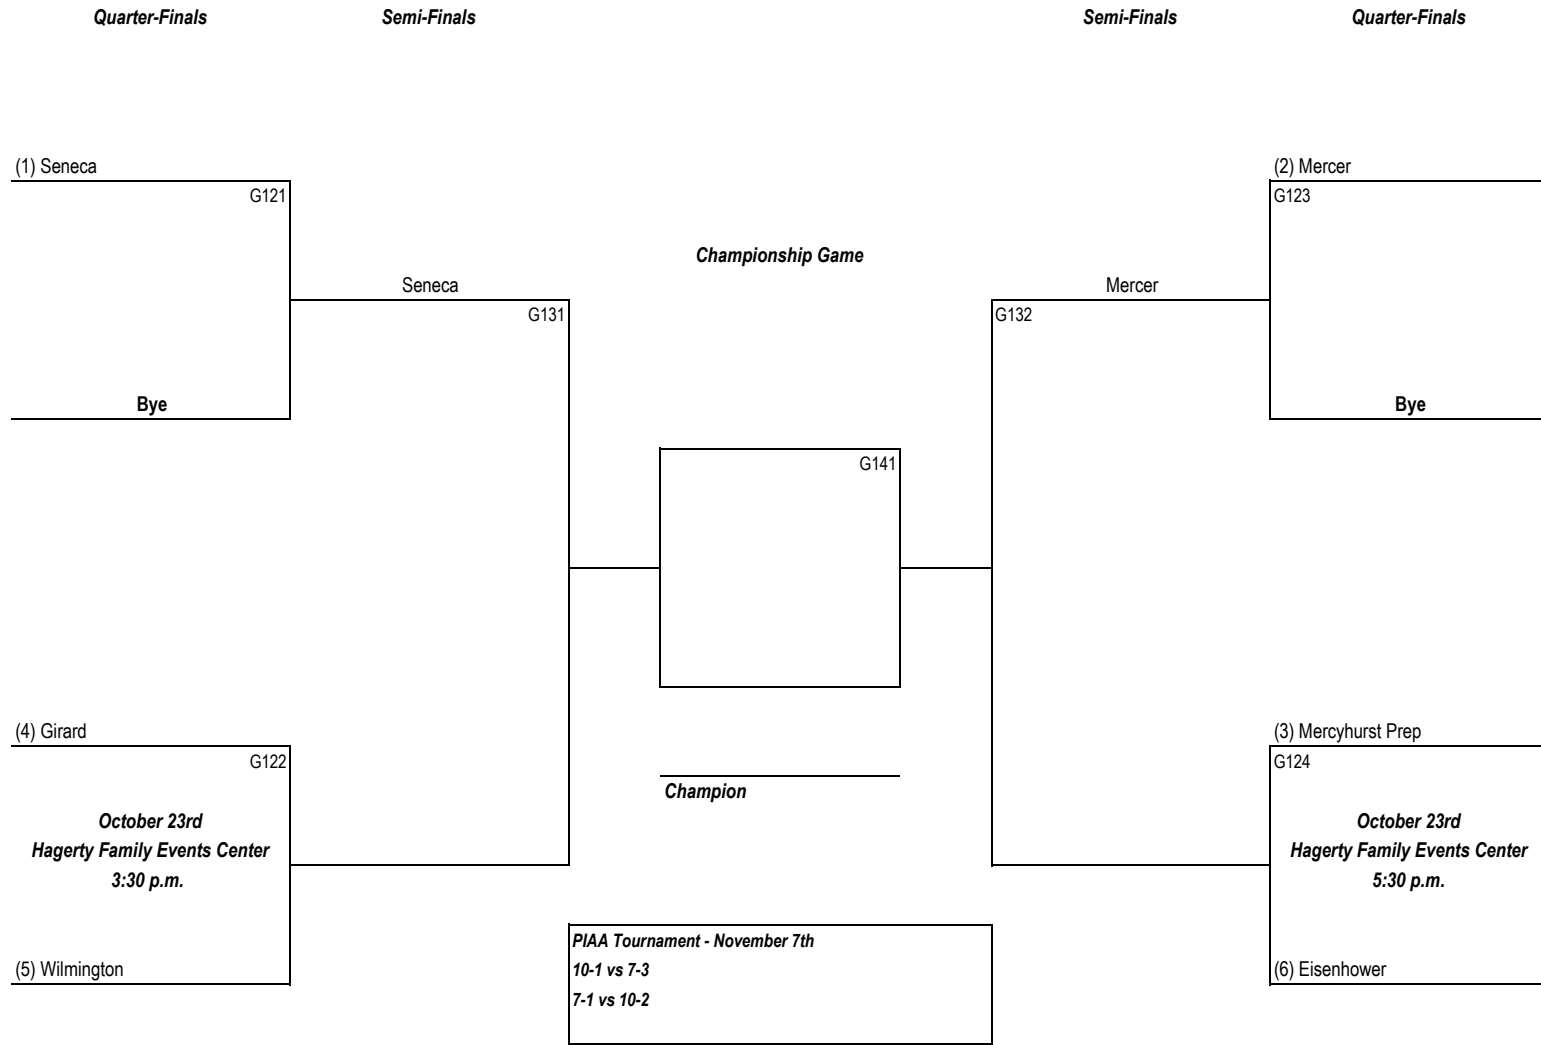 Quarter-Finals
Semi-Finals
Semi-Finals
Quarter-Finals
(1) Seneca
(2) Mercer
G121
G123
Championship Game
Seneca
Mercer
G131
G132
Bye
Bye
G141
(4) Girard
(3) Mercyhurst Prep
G122
G124
Champion
October 23rd
Hagerty Family Events Center
3:30 p.m.
October 23rd
Hagerty Family Events Center
5:30 p.m.
PIAA Tournament - November 7th
10-1 vs 7-3
7-1 vs 10-2
(5) Wilmington
(6) Eisenhower